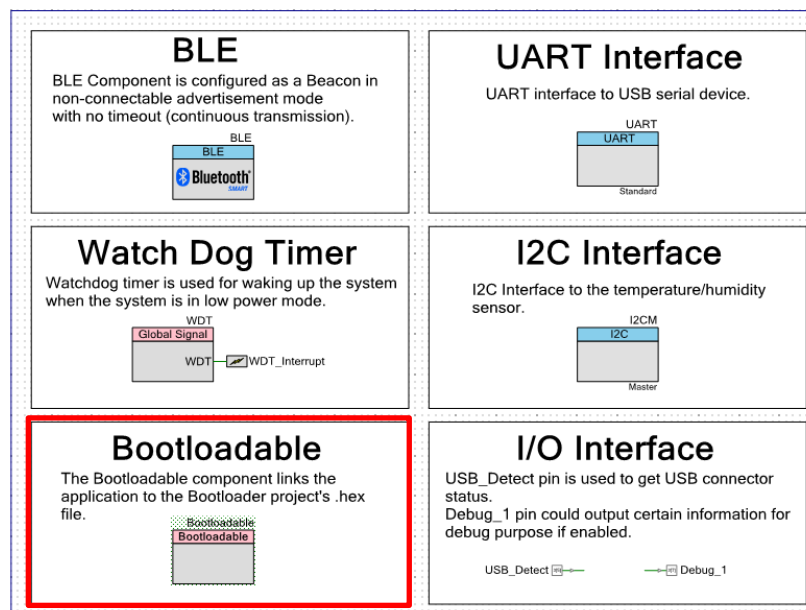 BLE
BLE Component is configured as a Beacon in
non-connectable advertisement mode
with no timeout (continuous transmission).
BLE
BLE
Bluetooth
SMART
UART Interface
UART interface to USB serial device.
UART
UART
Standard
Watch Dog Timer
Watchdog timer is used for waking up the system
when the system is in low power mode.
WDT
Global Signal
WDT
WDT_Interrupt
I2C Interface
I2C Interface to the temperature/humidity
sensor.
I2CM
I2C
Master
Bootloadable
The Bootloadable component links the
application to the Bootloader project's .hex
file.
Bootloadable
Bootloadable
I/O Interface
USB_Detect pin is used to get USB connector
status.
Debug_1 pin could output certain information for
debug purpose if enabled.
USB_Detect
Debug_1